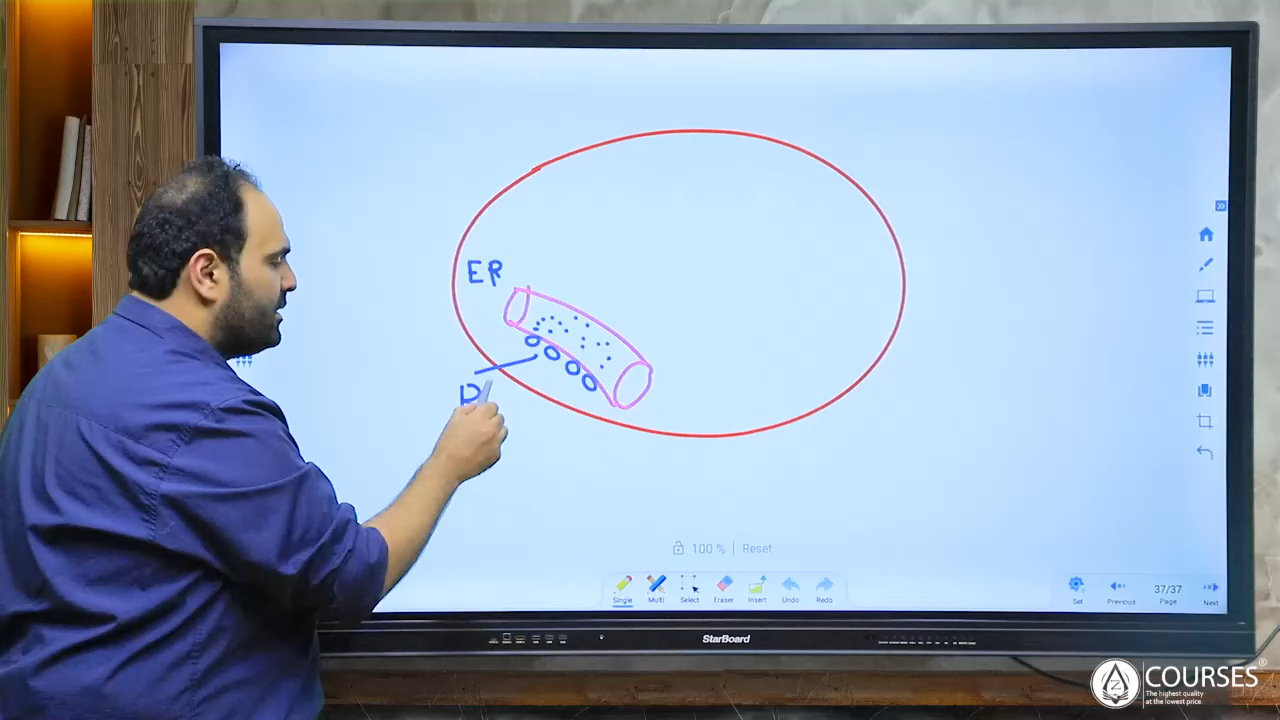 ER
R
100 % | Reset
Single Multi Select Eraser Insert Undo Redo
Set Previous 37/37 Page Next
StarBoard
COURSES®
The highest quality
at the lowest price